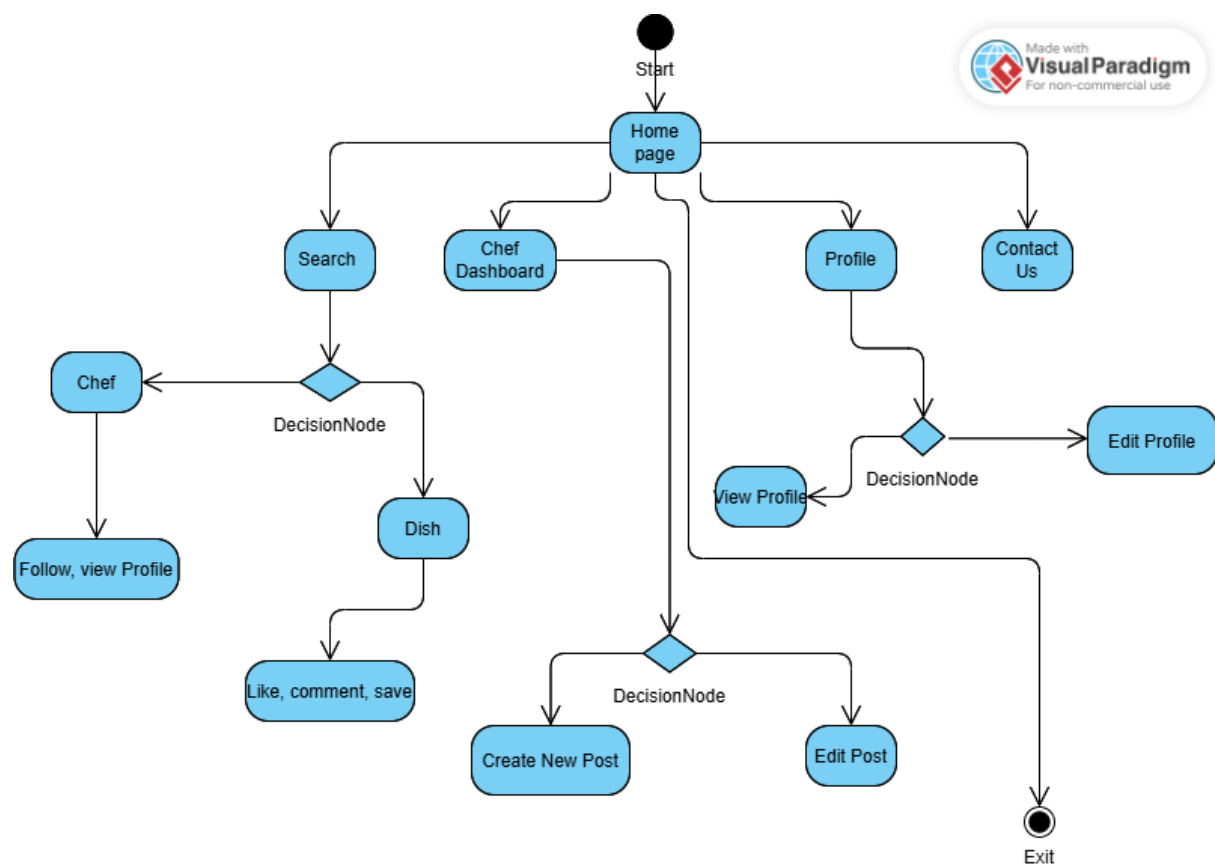 Made with
Visual Paradigm
For non-commercial use
Start
Home
page
Search
Chef
Dashboard
Profile
Contact
Us
Chef
DecisionNode
Edit Profile
DecisionNode
View Profile
Dish
Follow, view Profile
Like, comment, save
DecisionNode
Create New Post
Edit Post
Exit